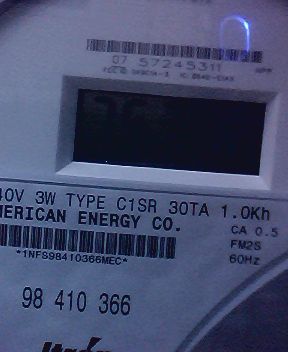 07 57245311
40V 3W TYPE C1SR 30TA 1.0Kh
MERICAN ENERGY CO.
CA 0.5
FM2S
60Hz
*1NFS98410366MEC*
98 410 366
Itrón